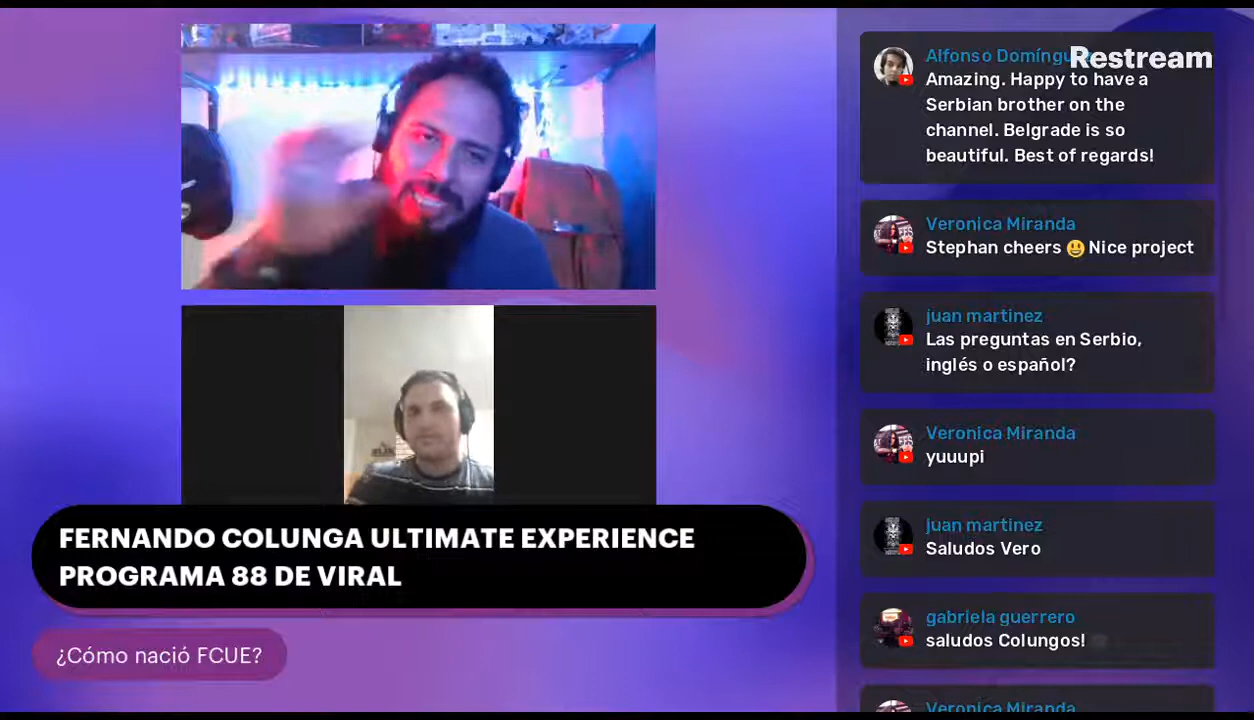 FERNANDO COLUNGA ULTIMATE EXPERIENCE
PROGRAMA 88 DE VIRAL
¿Cómo nació FCUE?
Restream
Alfonso
Amazing. Happy to have a
Serbian brother on the
channel. Belgrade is so
beautiful. Best of regards!
Veronica Miranda
Stephan cheers 😃 Nice project
juan martinez
Las preguntas en Serbio,
inglés o español?
Veronica Miranda
yuuupi
juan martinez
Saludos Vero
gabriela guerrero
saludos Colungos!
Veronica Miranda